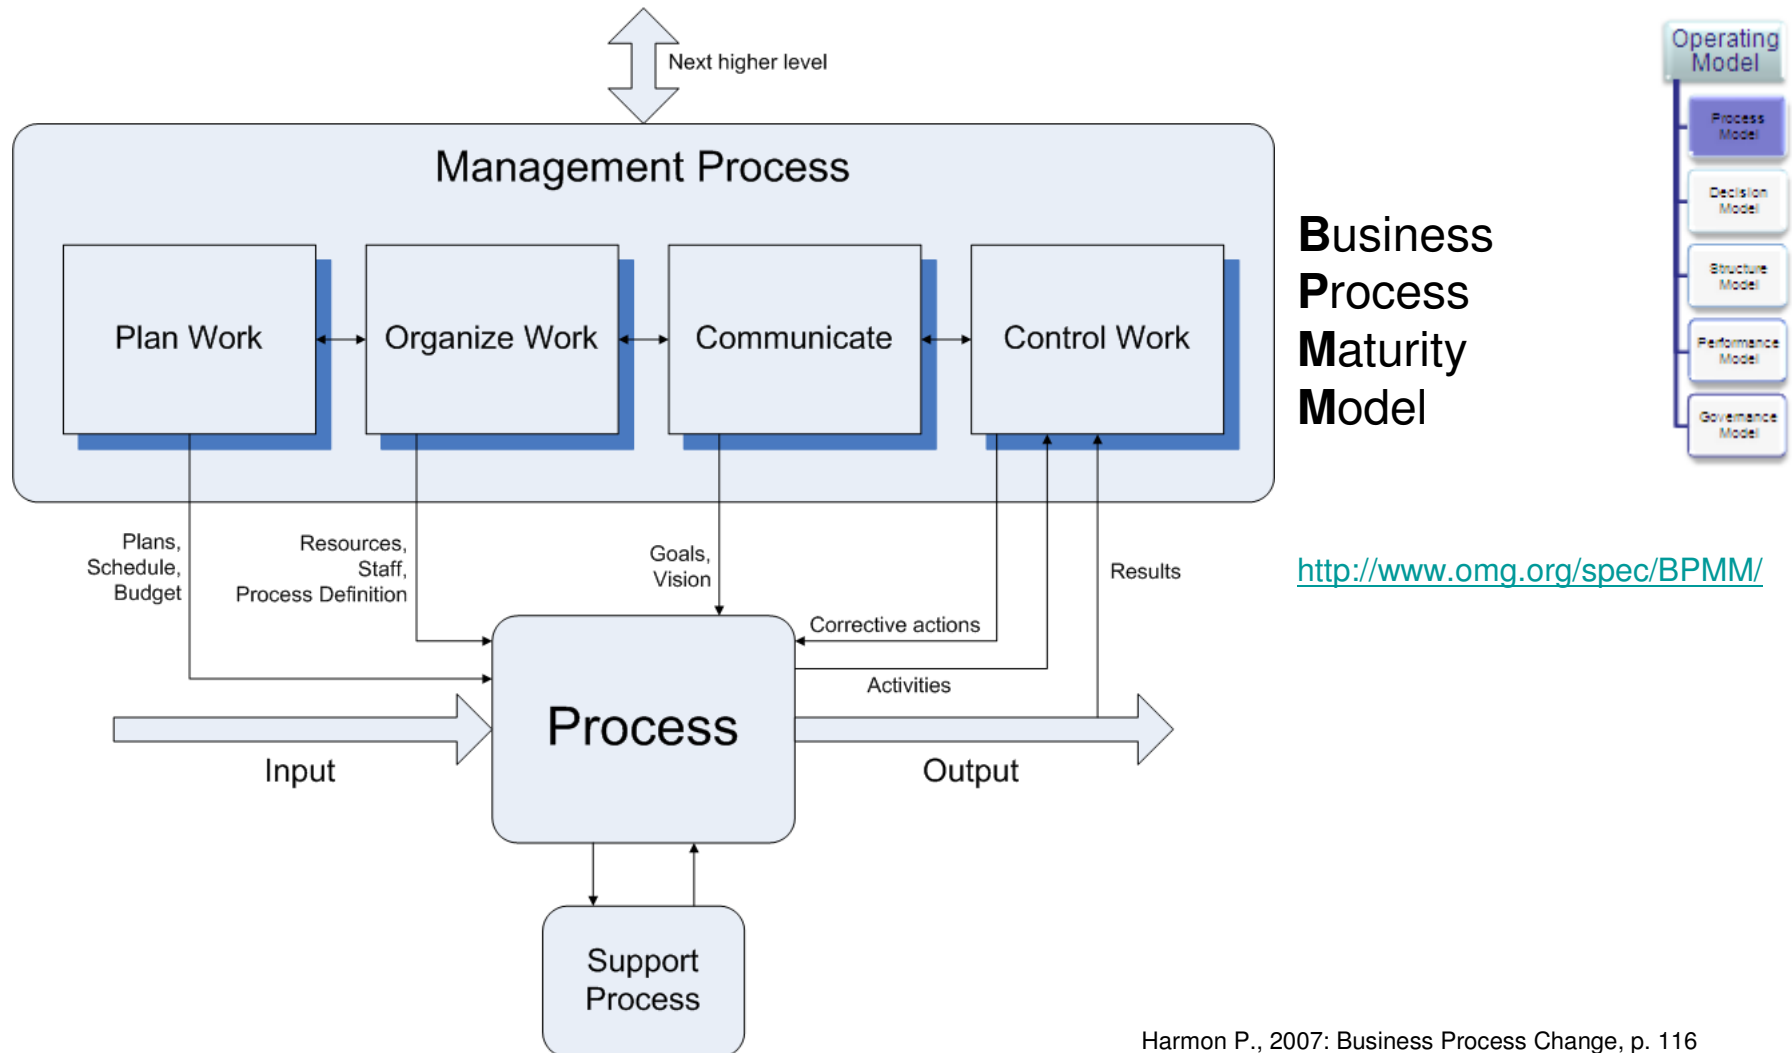 Next higher level
Operating
Model
Process
Model
Decision
Model
Structure
Model
Performance
Model
Governance
Model
Management Process
Plan Work
Organize Work
Communicate
Control Work
Business
Process
Maturity
Model
http://www.omg.org/spec/BPMM/
Plans,
Schedule,
Budget
Resources,
Staff,
Process Definition
Goals,
Vision
Results
Corrective actions
Activities
Process
Input
Output
Support
Process
Harmon P., 2007: Business Process Change, p. 116